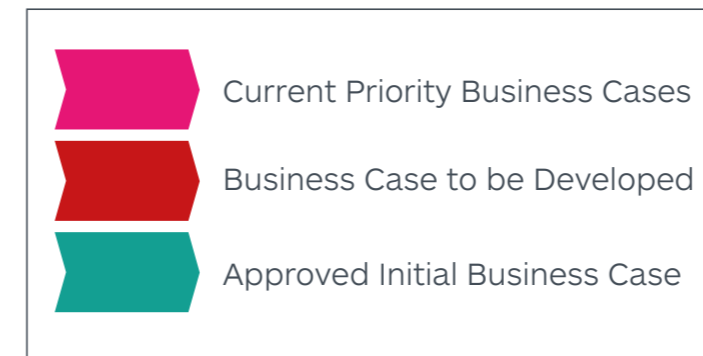 Current Priority Business Cases
Business Case to be Developed
Approved Initial Business Case